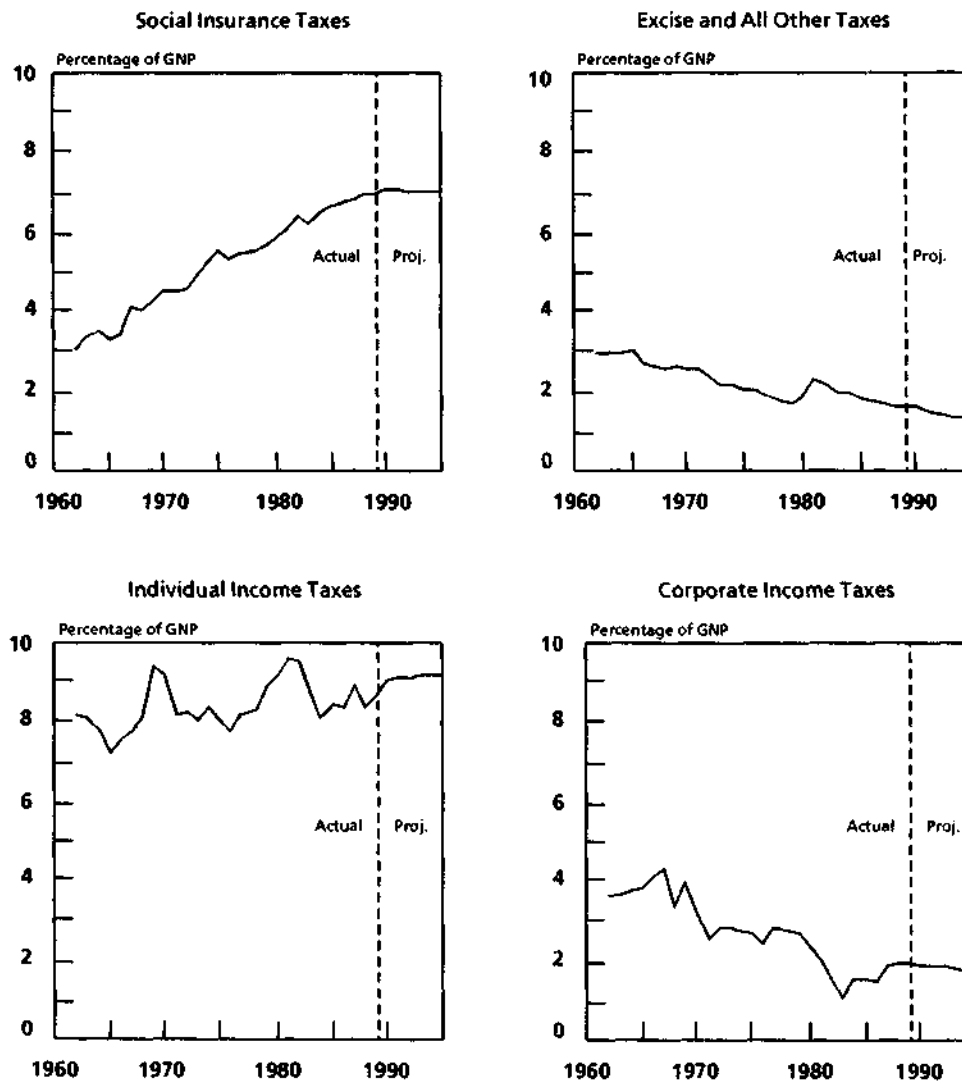 Social Insurance Taxes
Percentage of GNP
10
8
6
4
2
0
Actual
Proj.
1960 1970 1980 1990
Excise and All Other Taxes
Percentage of GNP
10
8
6
4
2
0
Actual
Proj.
1960 1970 1980 1990
Individual Income Taxes
Percentage of GNP
10
8
6
4
2
0
Actual
Proj.
1960 1970 1980 1990
Corporate Income Taxes
Percentage of GNP
10
8
6
4
2
0
Actual
Proj.
1960 1970 1980 1990